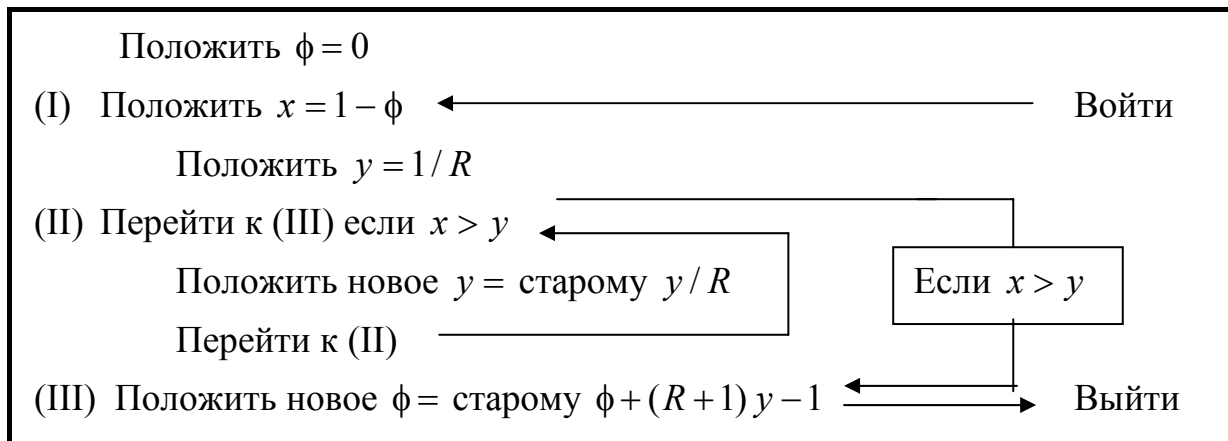 Положить ϕ = 0
(I) Положить x = 1 − ϕ Войти
Положить y = 1 / R
(II) Перейти к (III) если x > y
Положить новое y = старому y / R
Если x > y
Перейти к (II)
(III) Положить новое ϕ = старому ϕ + (R + 1) y − 1 Выйти